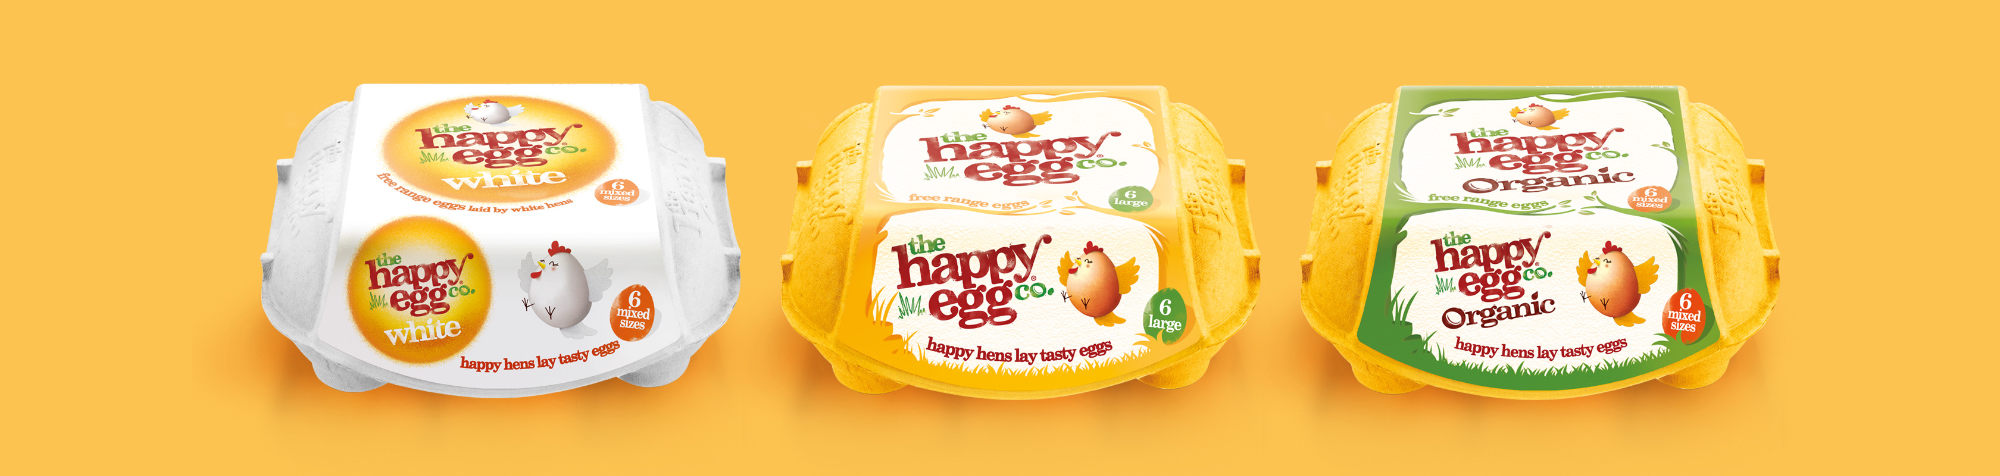 the
happy
egg co.
white
free range eggs laid by white hens
6
mixed
sizes
the
happy
egg co.
white
6
mixed
sizes
happy hens lay tasty eggs
the
happy
egg co.
free range eggs
6
large
the
happy
egg co.
6
large
happy hens lay tasty eggs
the
happy
egg co.
Organic
free range eggs
6
mixed
sizes
the
happy
egg co.
Organic
6
mixed
sizes
happy hens lay tasty eggs